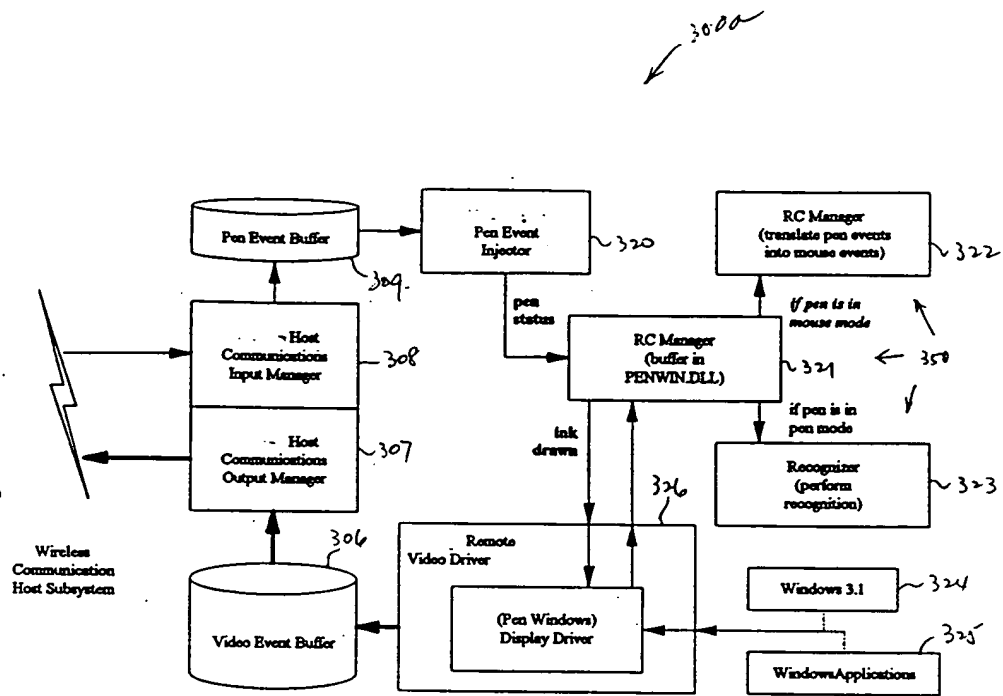 300a
Pen Event Buffer
309
Pen Event
Injector
320
RC Manager
(translate pen events
into mouse events)
322
pen
status
if pen is in
mouse mode
Host
Communications
Input Manager
308
RC Manager
(buffer in
PENWIN.DLL)
321
350
if pen is in
pen mode
Host
Communications
Output Manager
307
ink
drawn
Recognizer
(perform
recognition)
323
326
Wireless
Communication
Host Subsystem
306
Video Event Buffer
Remote
Video Driver
(Pen Windows)
Display Driver
Windows 3.1
324
325
WindowsApplications